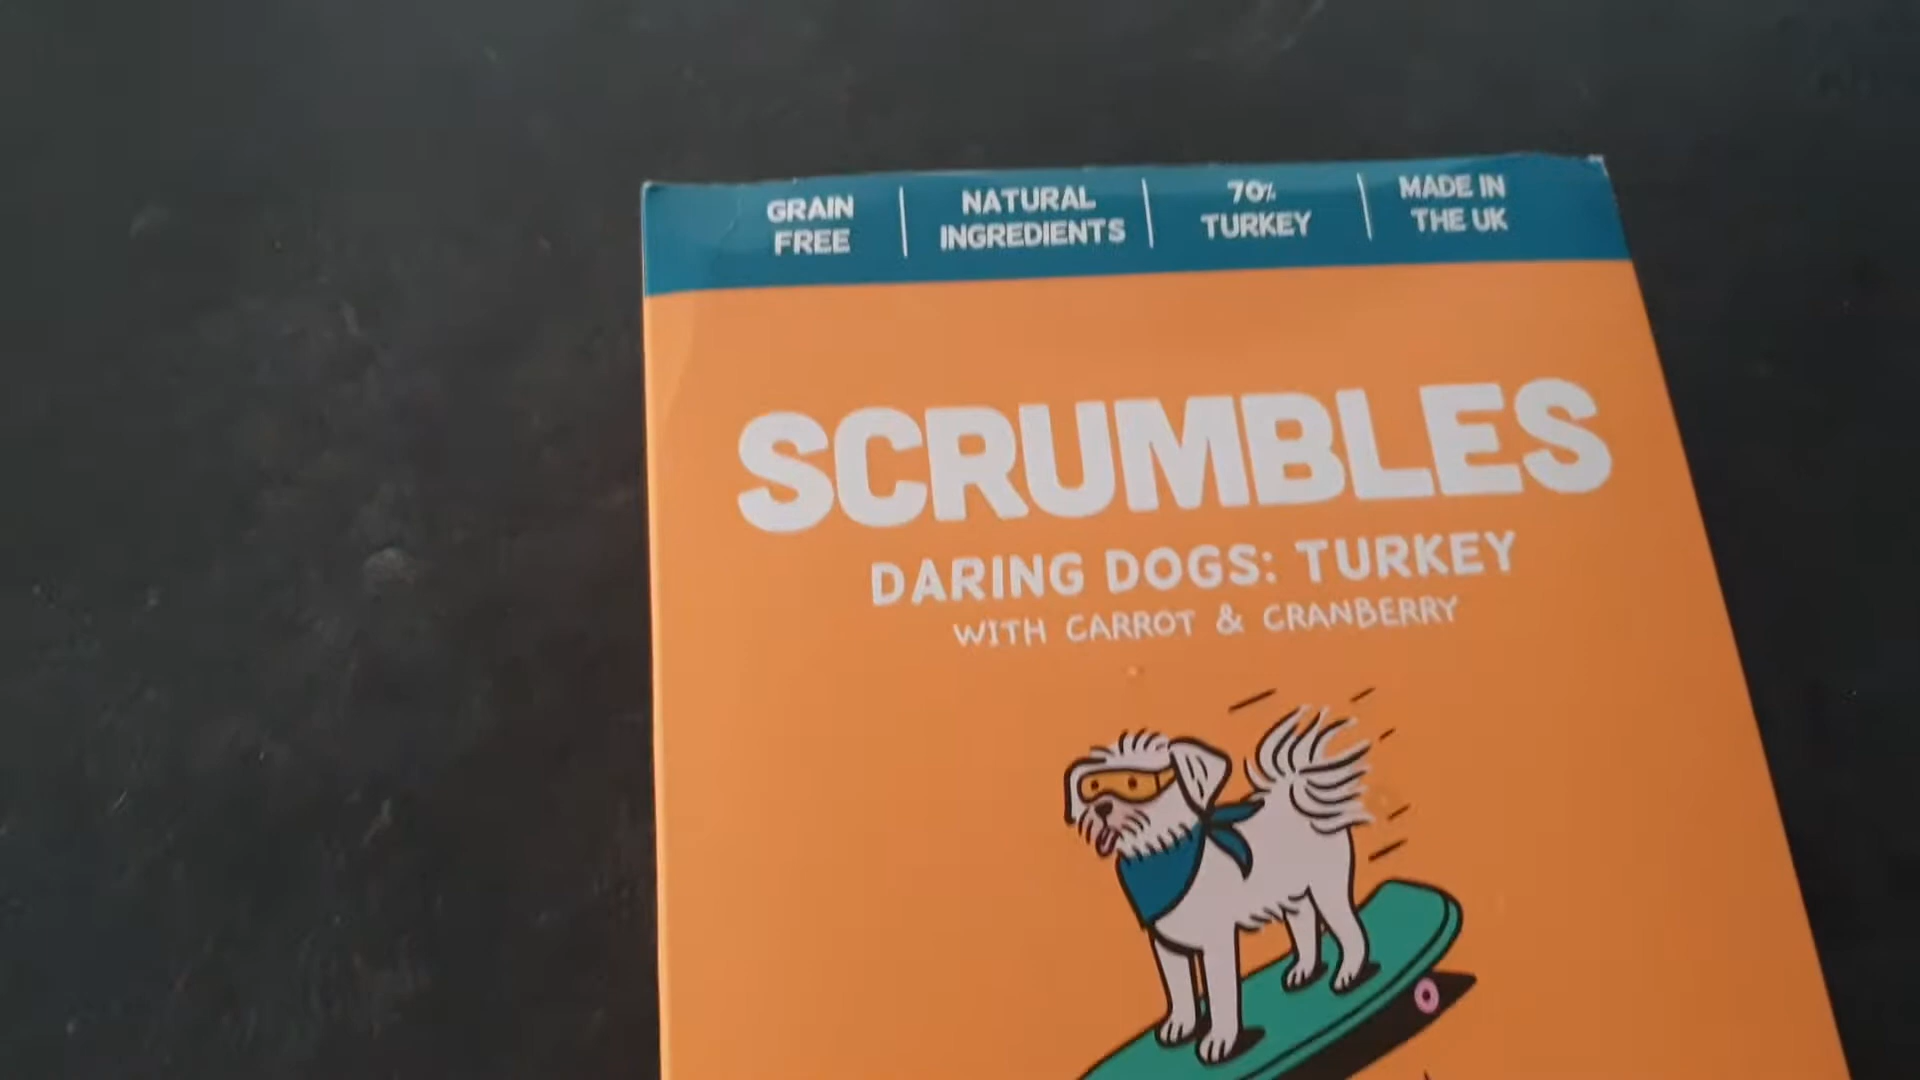 GRAIN FREE
NATURAL INGREDIENTS
70% TURKEY
MADE IN THE UK
SCRUMBLES
DARING DOGS: TURKEY
WITH CARROT & CRANBERRY